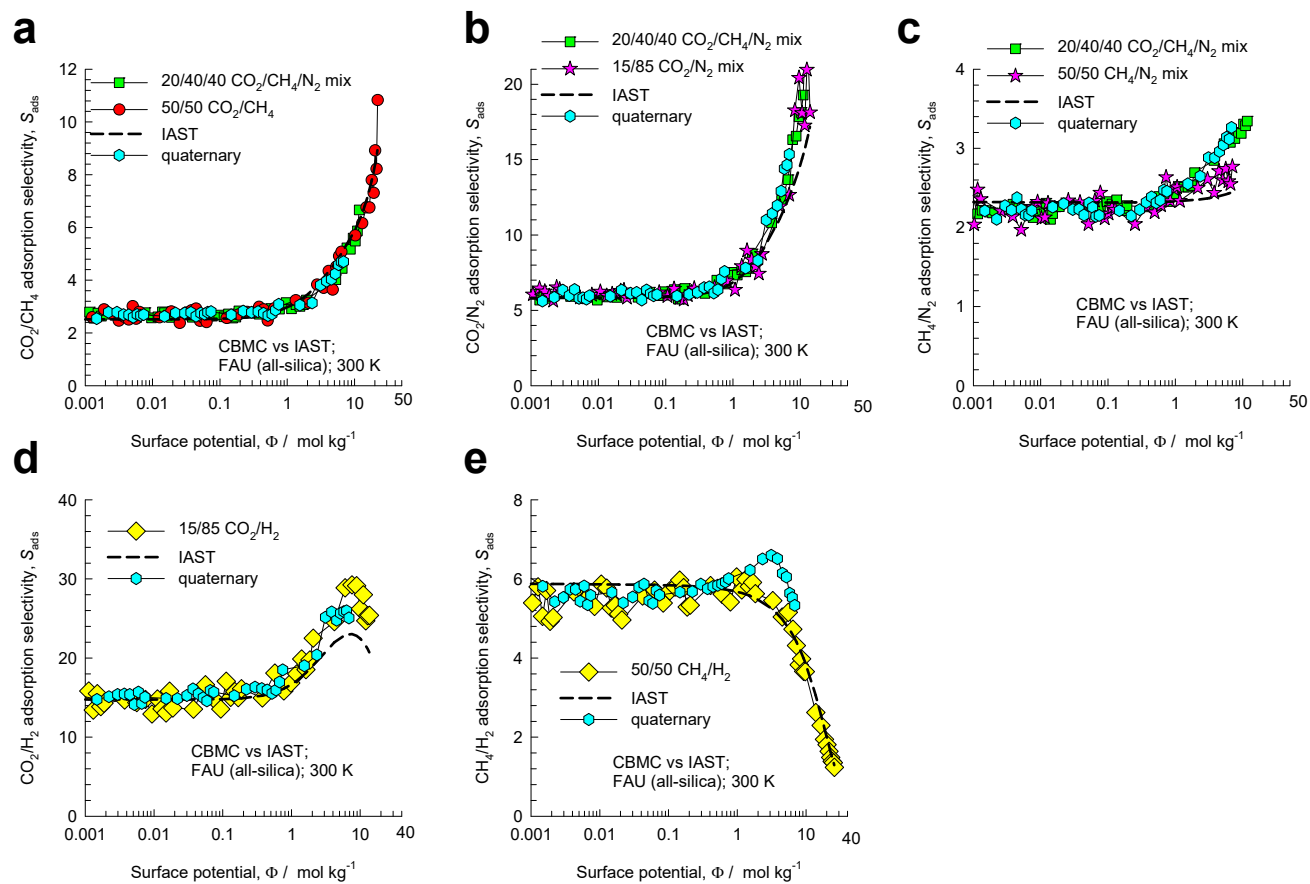 a
20/40/40 CO2/CH4/N2 mix
50/50 CO2/CH4
IAST
quaternary
CO2/CH4 adsorption selectivity, Sads
12
10
8
6
4
2
0
CBMC vs IAST;
FAU (all-silica); 300 K
0.001 0.01 0.1 1 10 50
Surface potential, Φ / mol kg-1
b
20/40/40 CO2/CH4/N2 mix
15/85 CO2/N2 mix
IAST
quaternary
CO2/N2 adsorption selectivity, Sads
20
15
10
5
0
CBMC vs IAST;
FAU (all-silica); 300 K
0.001 0.01 0.1 1 10 50
Surface potential, Φ / mol kg-1
c
20/40/40 CO2/CH4/N2 mix
50/50 CH4/N2 mix
IAST
quaternary
CH4/N2 adsorption selectivity, Sads
4
3
2
1
0
CBMC vs IAST;
FAU (all-silica); 300 K
0.001 0.01 0.1 1 10 50
Surface potential, Φ / mol kg-1
d
15/85 CO2/H2
IAST
quaternary
CO2/H2 adsorption selectivity, Sads
40
30
20
10
0
CBMC vs IAST;
FAU (all-silica); 300 K
0.001 0.01 0.1 1 10 40
Surface potential, Φ / mol kg-1
e
50/50 CH4/H2
IAST
quaternary
CH4/H2 adsorption selectivity, Sads
8
6
4
2
0
CBMC vs IAST;
FAU (all-silica); 300 K
0.001 0.01 0.1 1 10 40
Surface potential, Φ / mol kg-1